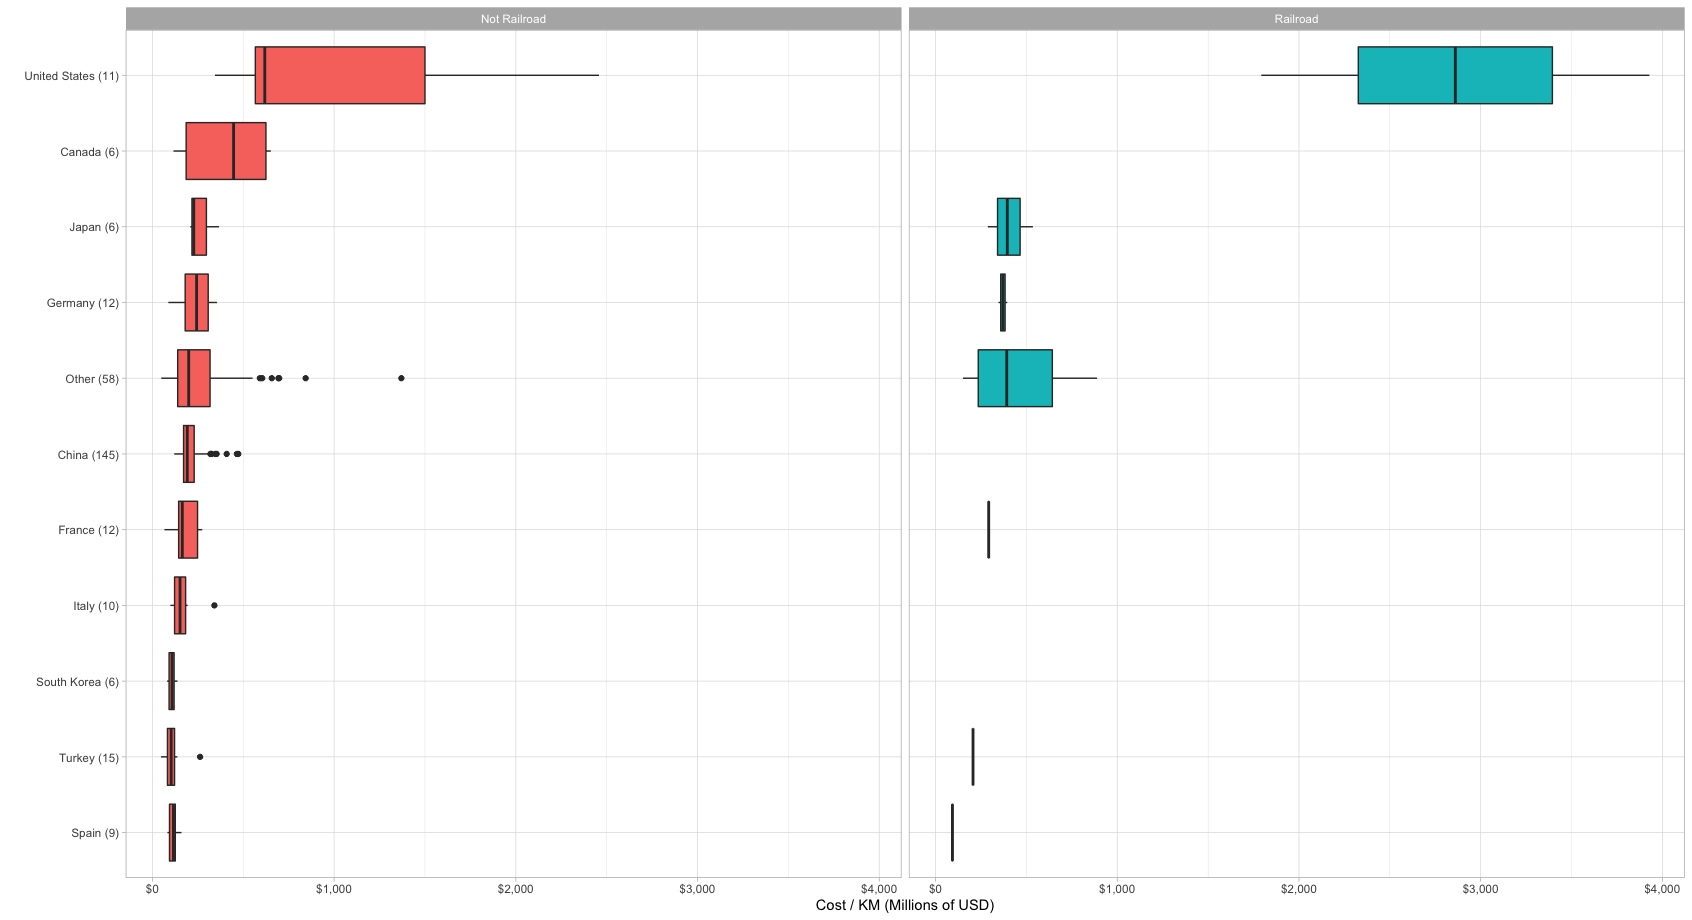 Not Railroad
Railroad
United States (11)
Canada (6)
Japan (6)
Germany (12)
Other (58)
China (145)
France (12)
Italy (10)
South Korea (6)
Turkey (15)
Spain (9)
$0 $1,000 $2,000 $3,000 $4,000
$0 $1,000 $2,000 $3,000 $4,000
Cost / KM (Millions of USD)